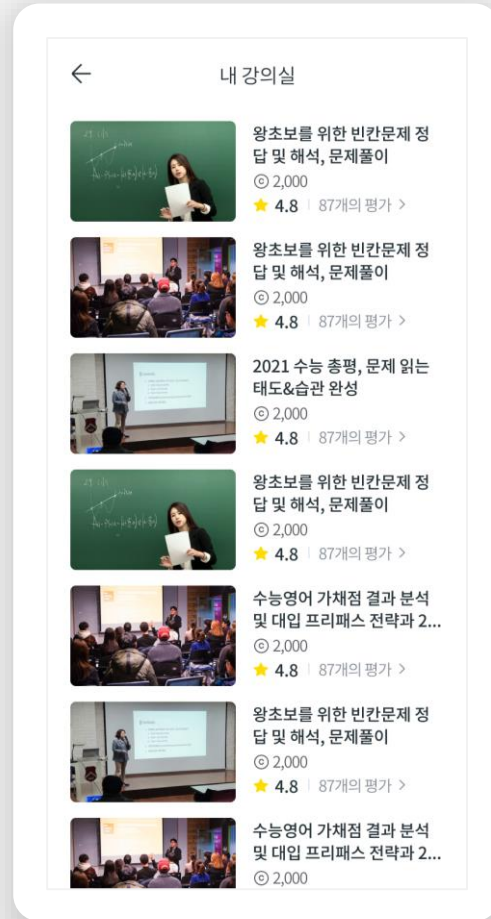 내 강의실
왕초보를 위한 빈칸문제 정
답 및 해석, 문제풀이
ⓒ 2,000
★ 4.8 | 87개의 평가 >
왕초보를 위한 빈칸문제 정
답 및 해석, 문제풀이
ⓒ 2,000
★ 4.8 | 87개의 평가 >
2021 수능 총평, 문제 읽는
태도&습관 완성
ⓒ 2,000
★ 4.8 | 87개의 평가 >
왕초보를 위한 빈칸문제 정
답 및 해석, 문제풀이
ⓒ 2,000
★ 4.8 | 87개의 평가 >
수능영어 가채점 결과 분석
및 대입 프리패스 전략과 2...
ⓒ 2,000
★ 4.8 | 87개의 평가 >
왕초보를 위한 빈칸문제 정
답 및 해석, 문제풀이
ⓒ 2,000
★ 4.8 | 87개의 평가 >
수능영어 가채점 결과 분석
및 대입 프리패스 전략과 2...
ⓒ 2,000